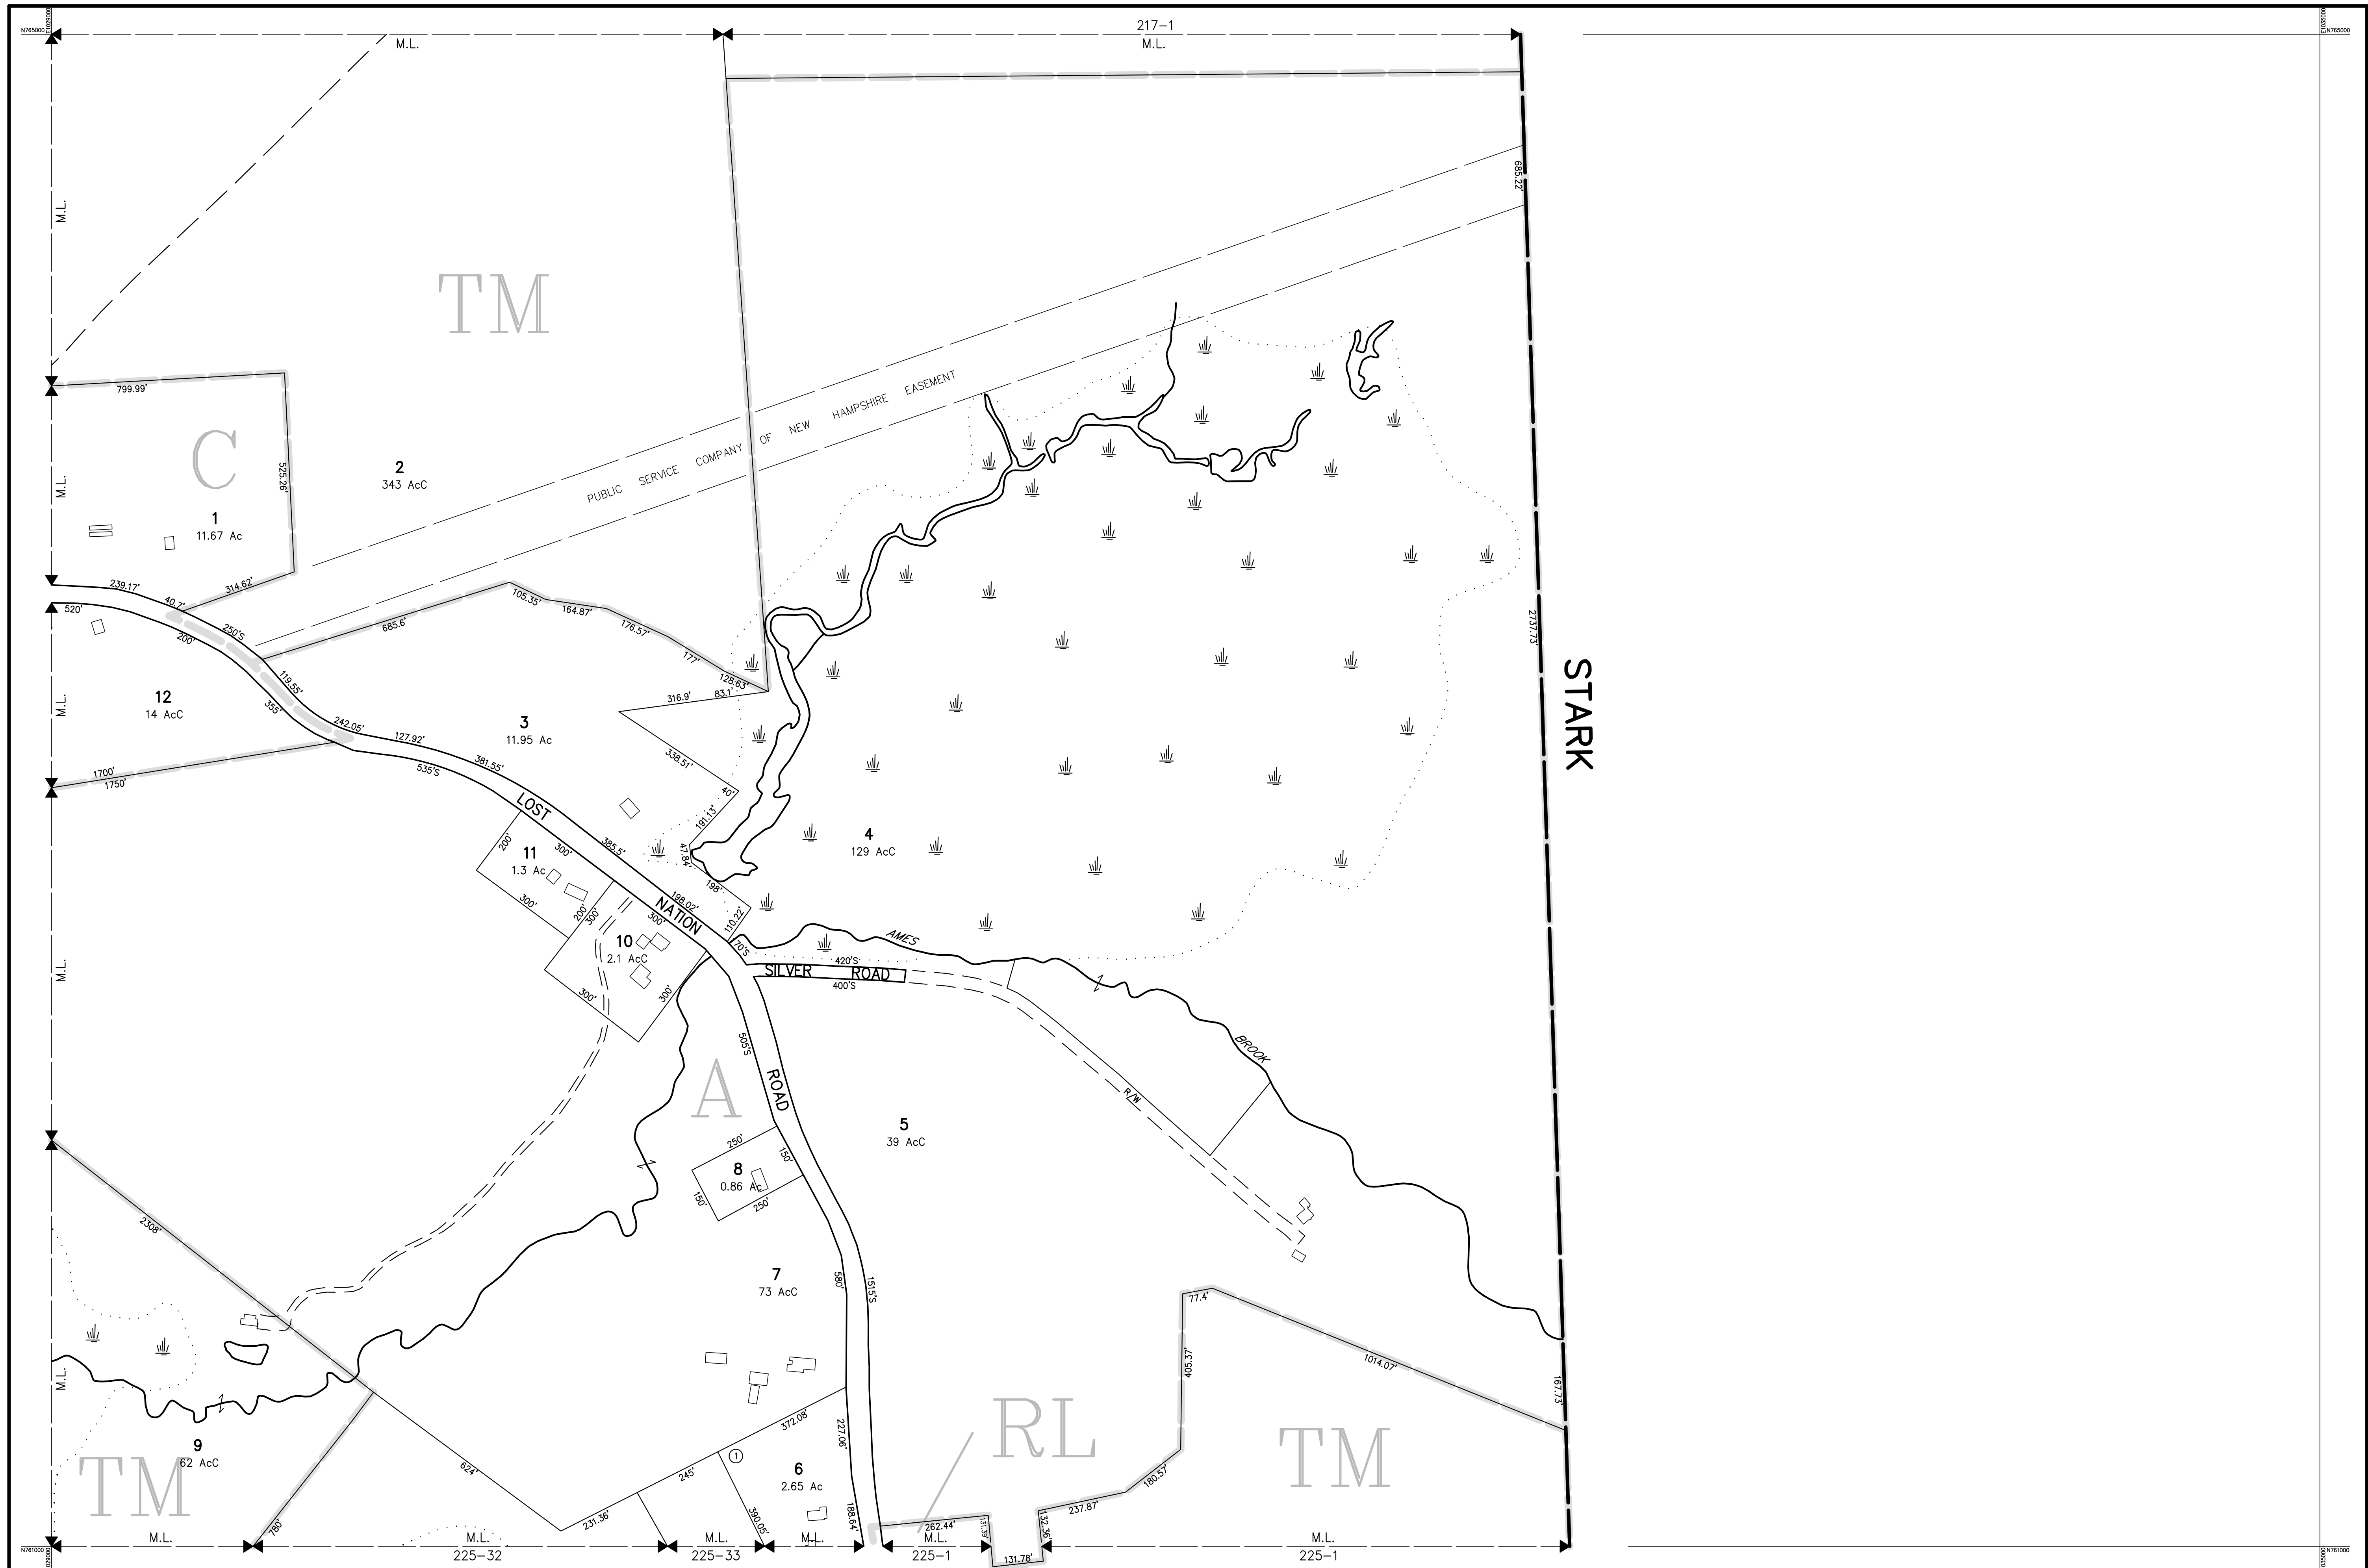 217-1
N765000
E1029000
M.L.
M.L.
E1035000
N765000
685.22'
M.L.
TM
799.99'
C
525.26'
2
343 AcC
PUBLIC SERVICE COMPANY OF NEW HAMPSHIRE EASEMENT
M.L.
1
11.67 Ac
314.62'
239.17'
40.7'
520'
250'S
200'
685.6'
105.35'
164.87'
176.57'
177'
128.63'
2737.73'
STARK
119.55'
355'
12
14 AcC
M.L.
316.9'
83.1'
3
11.95 Ac
242.05'
127.92'
381.55'
535'S
338.51'
1700'
1750'
40'
191.13'
LOST
4
129 AcC
200'
300'
385.5'
47.84'
11
1.3 Ac
198'
300'
200'
300'
198.02'
NATION
300'
110.22'
70'S
AMES
10
2.1 AcC
M.L.
420'S
SILVER ROAD
400'S
300'
300'
505'S
BROOK
A
ROAD
R/W
5
39 AcC
250'
150'
8
0.86 Ac
150'
250'
2308'
7
73 AcC
580'
1515'S
77.4'
405.37'
1014.07'
M.L.
167.73'
372.08'
227.06'
RL
TM
1
9
62 AcC
TM
624'
245'
6
2.65 Ac
180.57'
237.87'
780'
231.36'
390.05'
188.64'
262.44'
131.39'
132.36'
M.L.
M.L.
M.L.
M.L.
M.L.
M.L.
N761000
225-32
225-33
225-1
131.78'
225-1
N761000